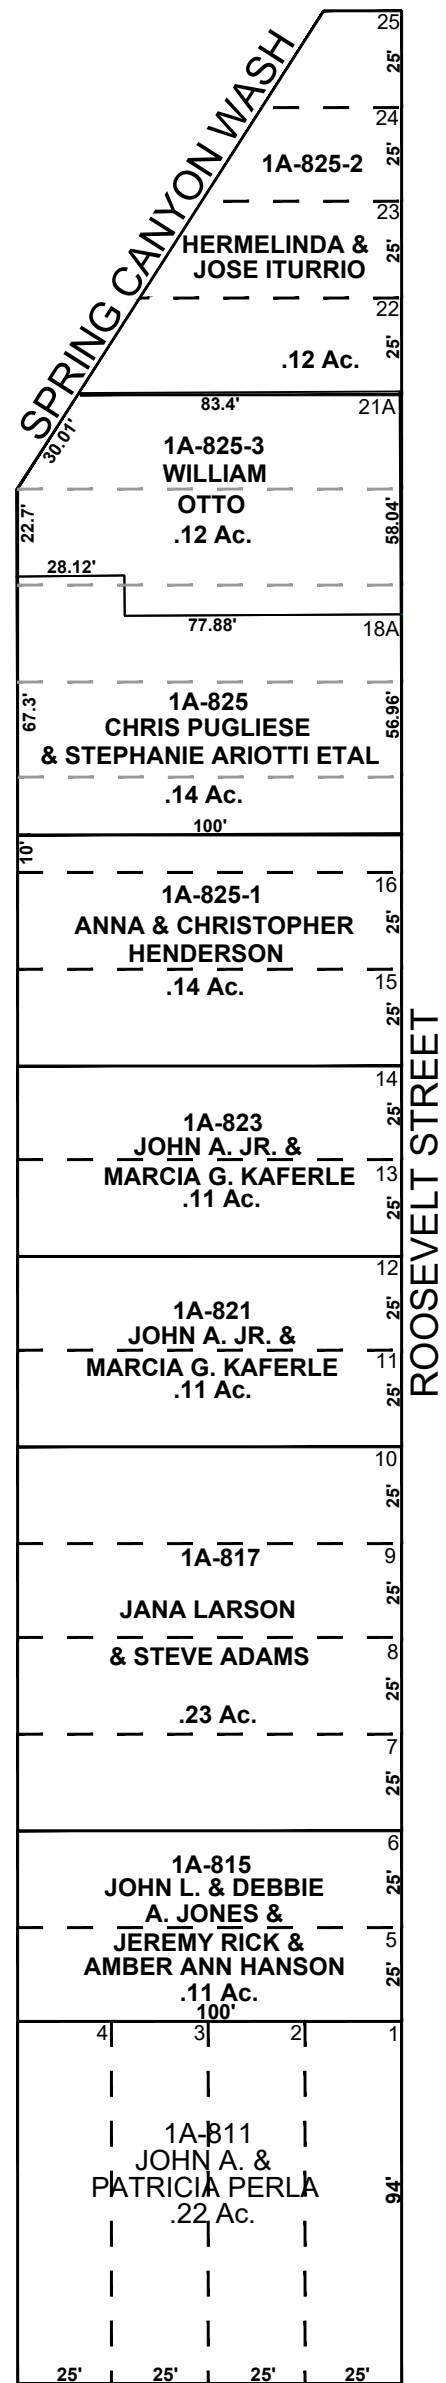 25
25'
SPRING CANYON WASH
24
25'
1A-825-2
23
25'
HERMELINDA &
JOSE ITURRIO
22
25'
.12 Ac.
83.4'
21A
30.01'
1A-825-3
WILLIAM
OTTO
.12 Ac.
22.7'
58.04'
28.12'
77.88'
18A
67.3'
56.96'
1A-825
CHRIS PUGLIESE
& STEPHANIE ARIOTTI ETAL
.14 Ac.
100'
10'
16
25'
1A-825-1
ANNA & CHRISTOPHER
HENDERSON
.14 Ac.
15
25'
ROOSEVELT STREET
14
25'
1A-823
JOHN A. JR. &
MARCIA G. KAFERLE
.11 Ac.
13
25'
12
25'
1A-821
JOHN A. JR. &
MARCIA G. KAFERLE
.11 Ac.
11
25'
10
25'
1A-817
9
25'
JANA LARSON
& STEVE ADAMS
8
25'
.23 Ac.
7
25'
6
25'
1A-815
JOHN L. & DEBBIE
A. JONES &
JEREMY RICK &
AMBER ANN HANSON
.11 Ac.
5
25'
100'
4 3 2 1
1A-811
JOHN A. &
PATRICIA PERLA
.22 Ac.
94'
25' 25' 25' 25'